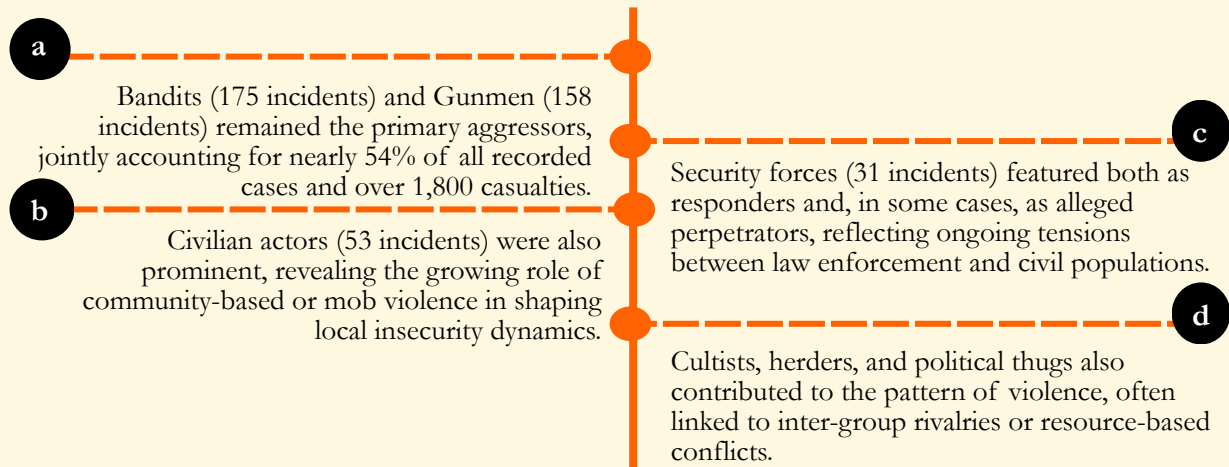 a
Bandits (175 incidents) and Gunmen (158
incidents) remained the primary aggressors,
jointly accounting for nearly 54% of all recorded
cases and over 1,800 casualties.
b
Civilian actors (53 incidents) were also
prominent, revealing the growing role of
community-based or mob violence in shaping
local insecurity dynamics.
c
Security forces (31 incidents) featured both as
responders and, in some cases, as alleged
perpetrators, reflecting ongoing tensions
between law enforcement and civil populations.
d
Cultists, herders, and political thugs also
contributed to the pattern of violence, often
linked to inter-group rivalries or resource-based
conflicts.